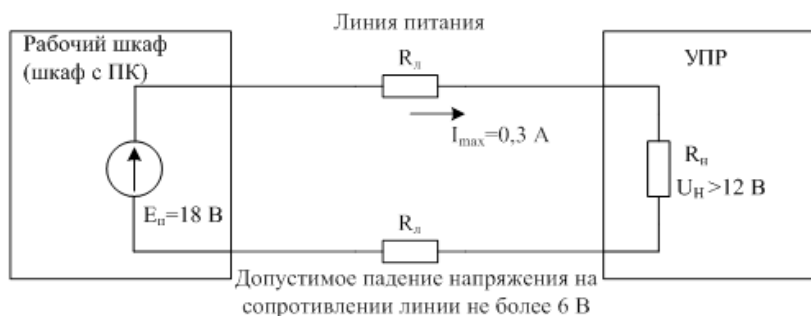 Линия питания
Рабочий шкаф
(шкаф с ПК)
Rл
УПР
Imax=0,3 А
Rн
UН >12 В
Eп=18 В
Rл
Допустимое падение напряжения на
сопротивлении линии не более 6 В